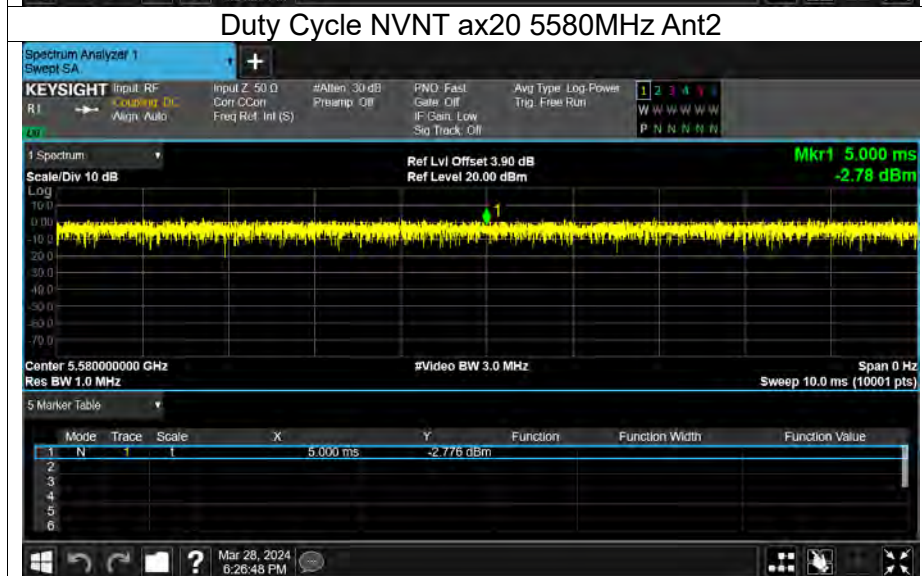 Duty Cycle NVNT ax20 5580MHz Ant2
Spectrum Analyzer 1
Swept SA
+
KEYSIGHT Input: RF Input Z: 50 Ω #Atten: 30 dB PNO: Fast Avg Type: Log-Power 1 2 3 4 5 6
R L Coupling: DC Corr CCorr Preamp: Off Gate: Off Trig: Free Run W W W W W W
Align: Auto Freq Ref: Int (S) IF Gain: Low
Sig Track: Off P N N N N N
1 Spectrum Ref Lvl Offset 3.90 dB Mkr1 5.000 ms
Scale/Div 10 dB Ref Level 20.00 dBm -2.78 dBm
Log
10.0
0.00
1
-10.0
-20.0
-30.0
-40.0
-50.0
-60.0
-70.0
Center 5.580000000 GHz #Video BW 3.0 MHz Span 0 Hz
Res BW 1.0 MHz Sweep 10.0 ms (10001 pts)
5 Marker Table
Mode Trace Scale X Y Function Function Width Function Value
1 N 1 t 5.000 ms -2.776 dBm
2
3
4
5
6
? Mar 28, 2024
6:26:48 PM